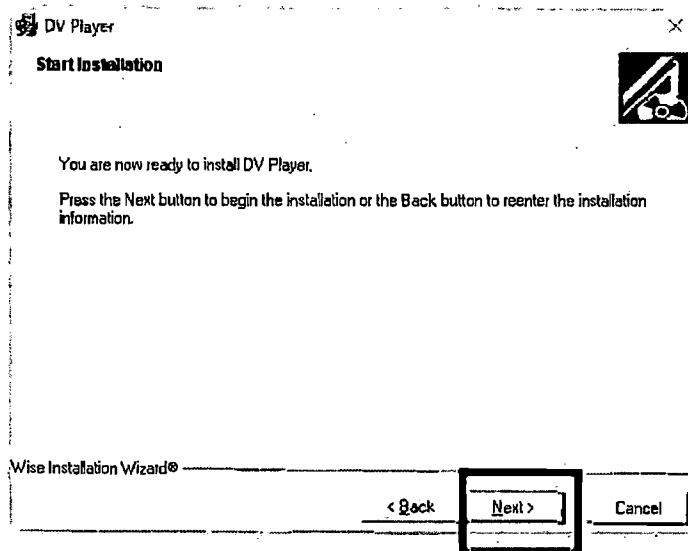 DV Player
Start Installation
You are now ready to install DV Player.
Press the Next button to begin the installation or the Back button to reenter the installation
information.
Wise Installation Wizard®
< Back
Next >
Cancel